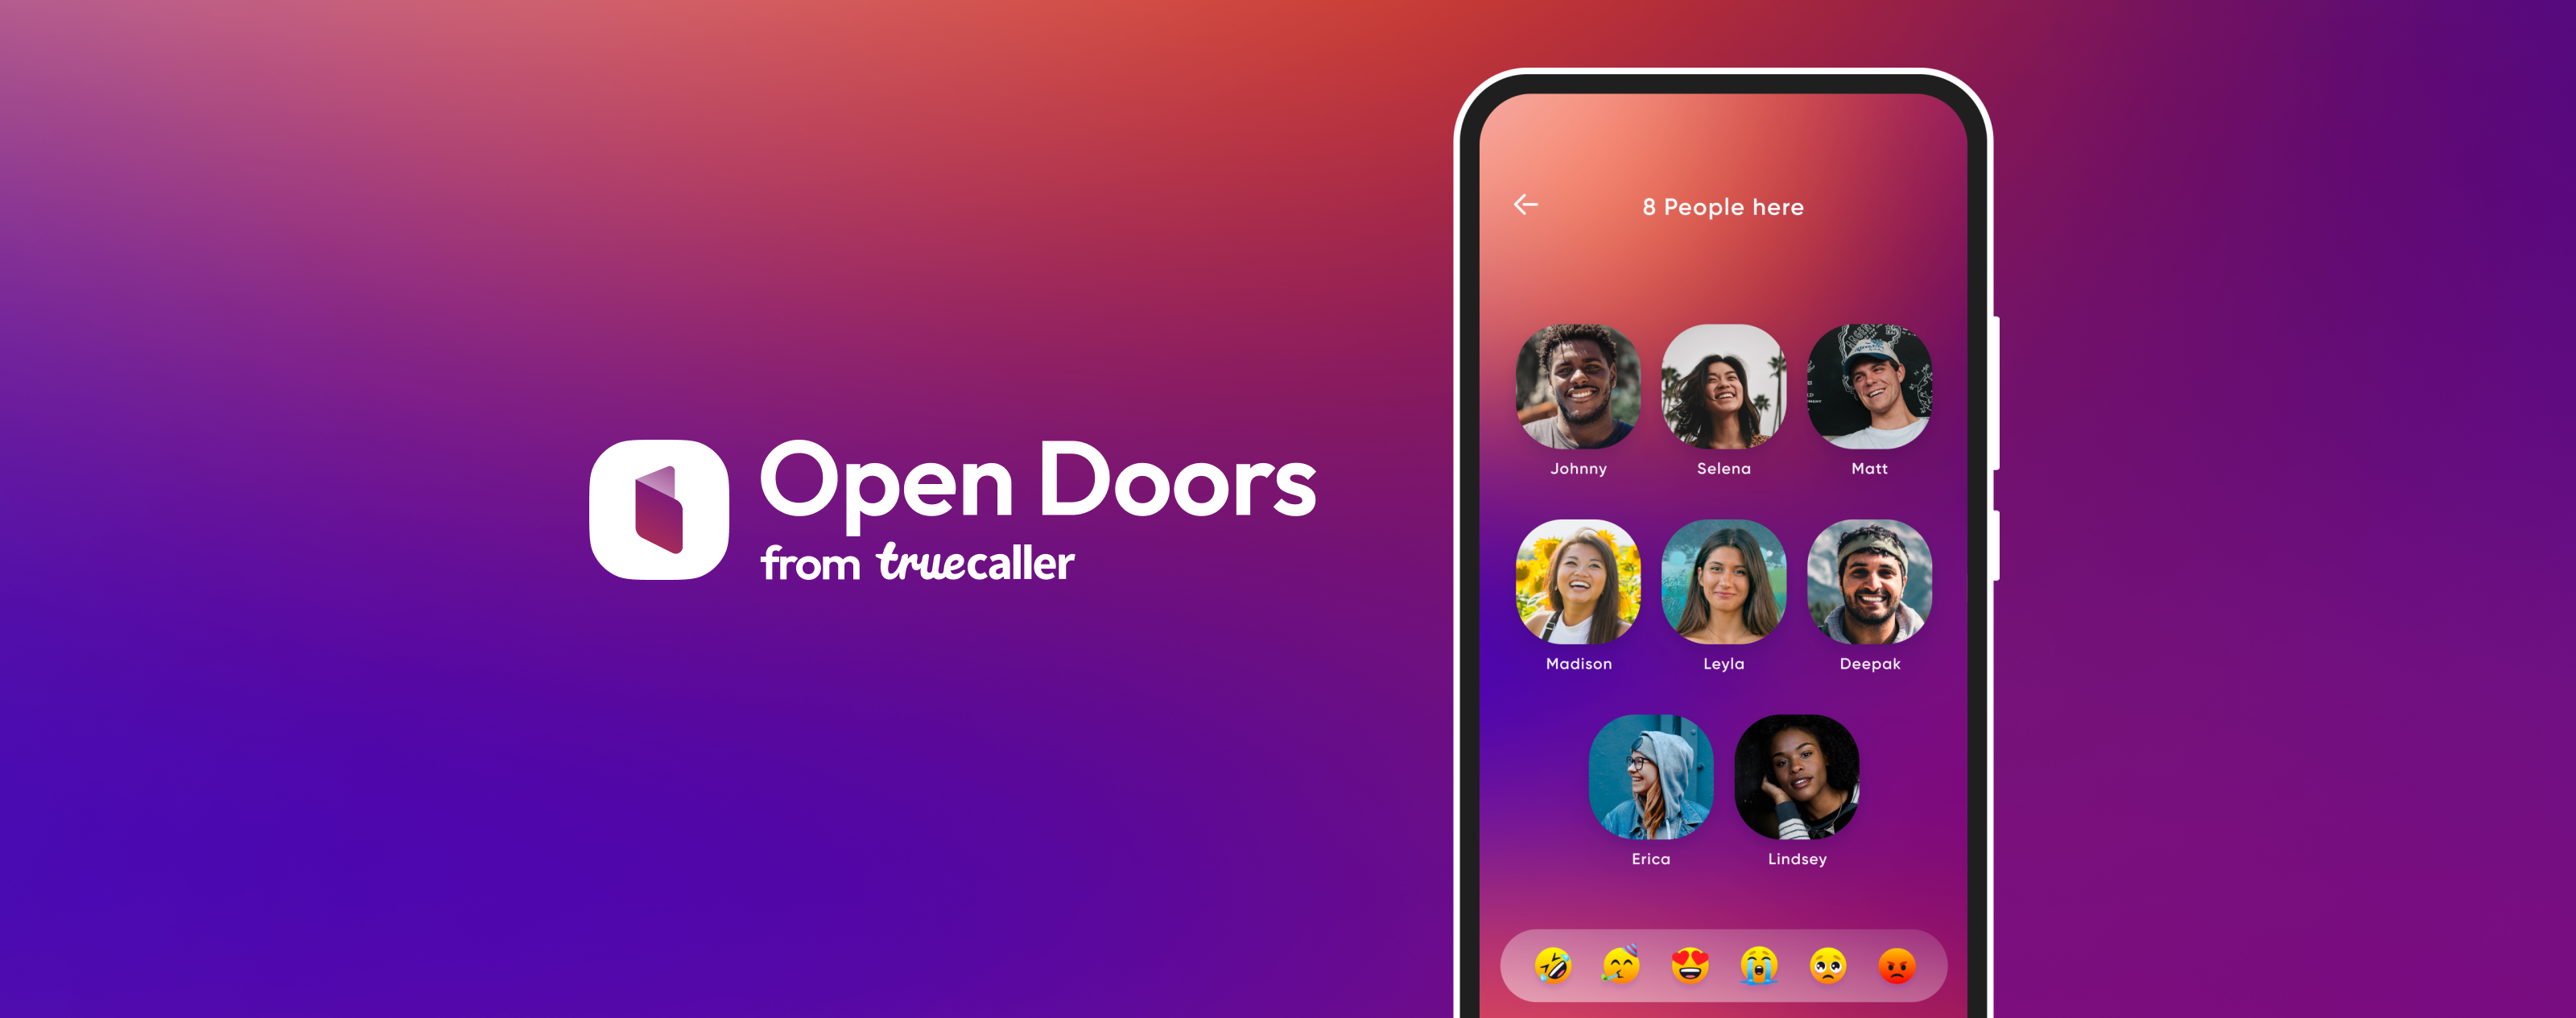 Open Doors
from truecaller
8 People here
Johnny
Selena
Matt
Madison
Leyla
Deepak
Erica
Lindsey